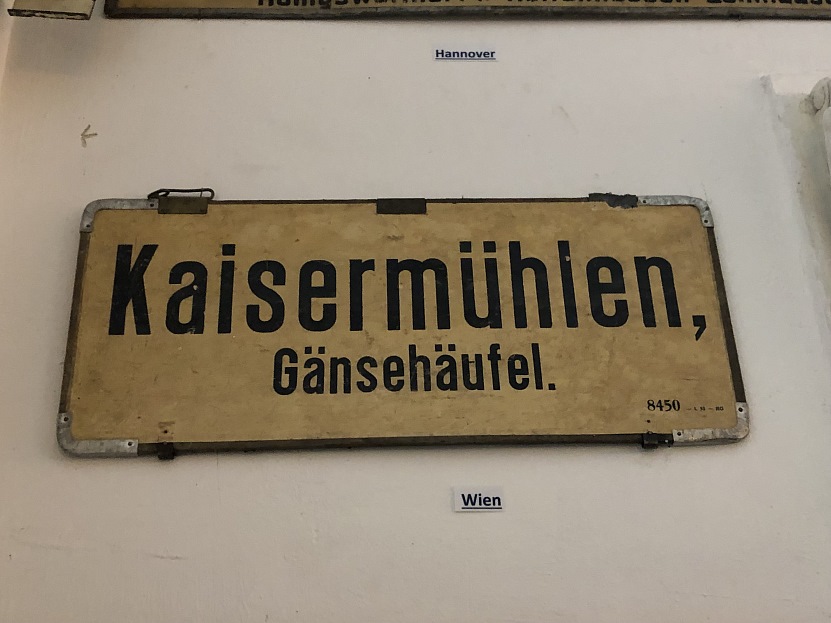 Hannover
Kaisermühlen,
Gänsehäufel.
8450
Wien